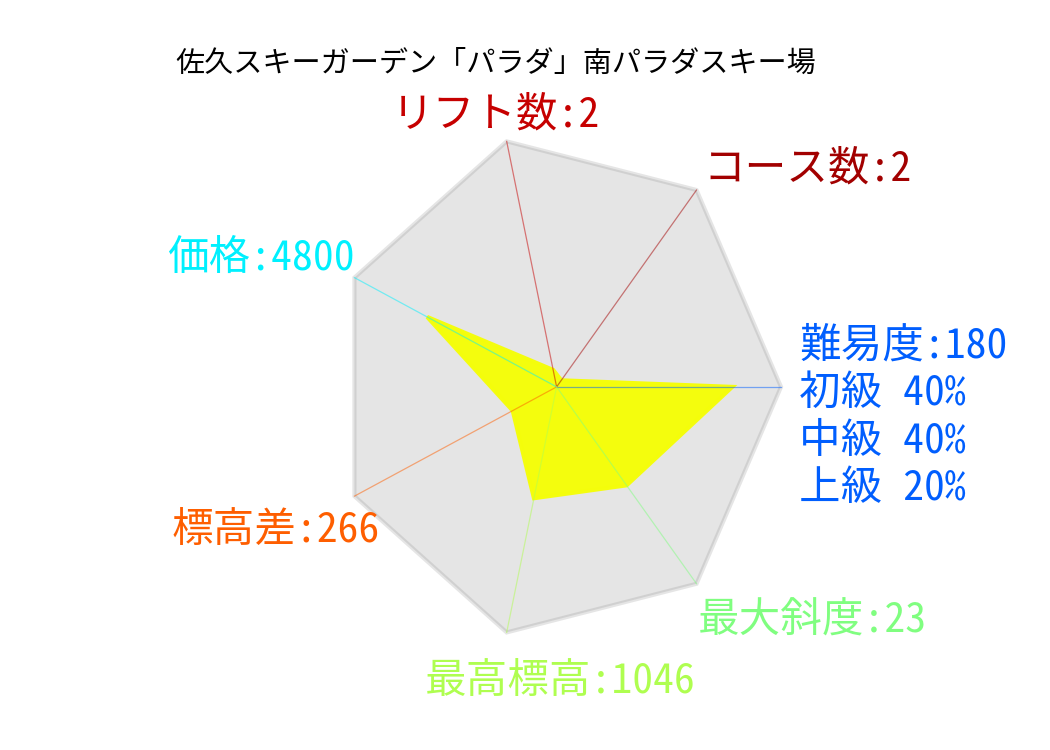 佐久スキーガーデン「パラダ」南パラダスキー場
リフト数:2
コース数:2
価格:4800
難易度:180
初級 40%
中級 40%
上級 20%
標高差:266
最大斜度:23
最高標高:1046